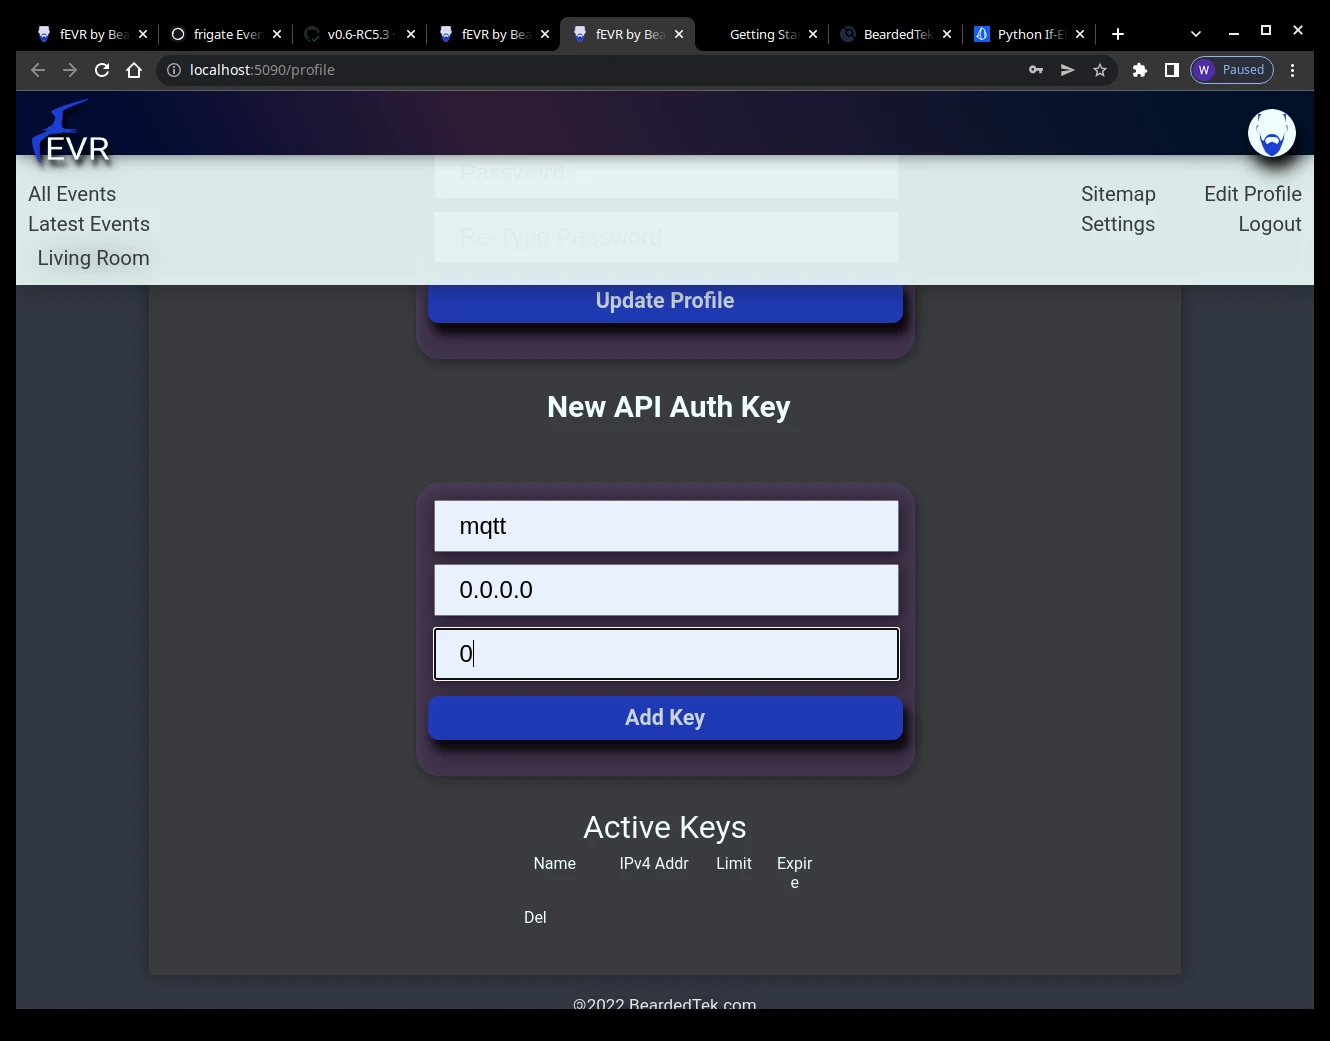 fEVR by Bea
frigate Even
v0.6-RC5.3
fEVR by Bea
fEVR by Bea
Getting Sta
BeardedTek
Python If-El
localhost:5090/profile
W
Paused
EVR
All Events
Latest Events
Living Room
Sitemap
Edit Profile
Settings
Logout
Password
Re-Type Password
Update Profile
New API Auth Key
mqtt
0.0.0.0
0
Add Key
Active Keys
Name IPv4 Addr Limit Expir
e
Del
©2022 BeardedTek.com